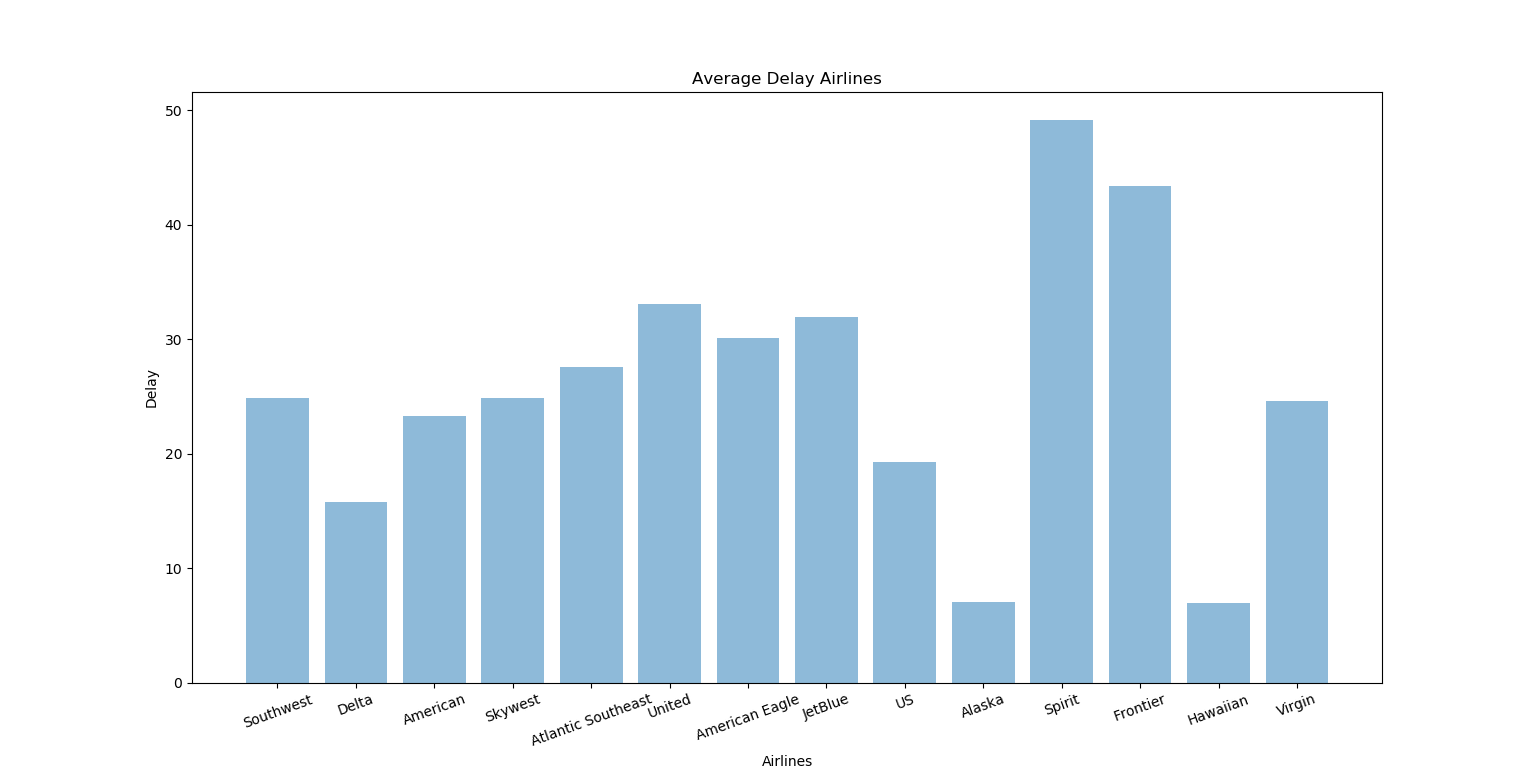 Average Delay Airlines
50
40
30
20
10
0
Delay
Southwest
Delta
American
Skywest
Atlantic Southeast
United
American Eagle
JetBlue
US
Alaska
Spirit
Frontier
Hawaiian
Virgin
Airlines